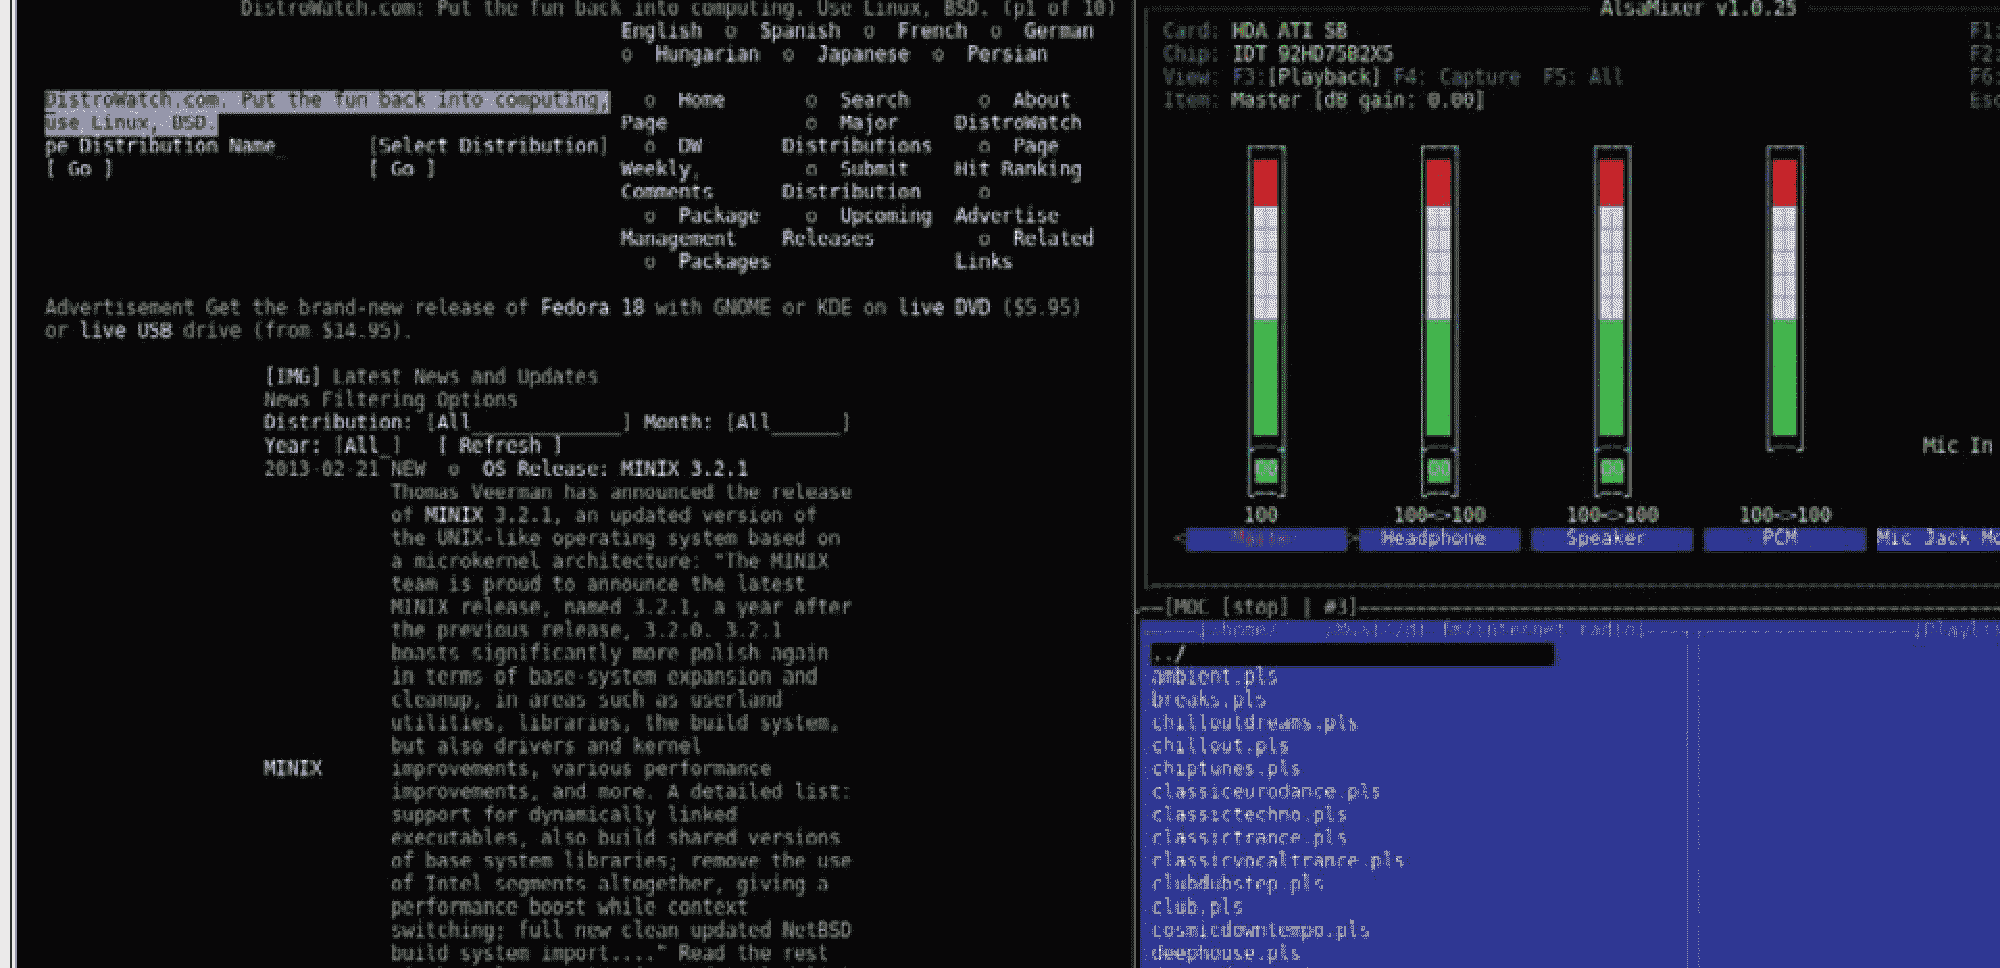 DistroWatch.com: Put the fun back into computing. Use Linux, BSD. (p1 of 10)
English o Spanish o French o German
o Hungarian o Japanese o Persian
DistroWatch.com. Put the fun back into computing, o Home o Search o About
use Linux, BSD. Page o Major DistroWatch
pe Distribution Name_ [Select Distribution] o DW Distributions o Page
[ Go ] [ Go ] Weekly, o Submit Hit Ranking
Comments Distribution o
o Package o Upcoming Advertise
Management Releases o Related
o Packages Links
Advertisement Get the brand-new release of Fedora 18 with GNOME or KDE on live DVD ($5.95)
or live USB drive (from $14.95).
[IMG] Latest News and Updates
News Filtering Options
Distribution: [All_____________] Month: [All______]
Year: [All_] [ Refresh ]
2013-02-21 NEW o OS Release: MINIX 3.2.1
Thomas Veerman has announced the release
of MINIX 3.2.1, an updated version of
the UNIX-like operating system based on
a microkernel architecture: "The MINIX
team is proud to announce the latest
MINIX release, named 3.2.1, a year after
the previous release, 3.2.0. 3.2.1
boasts significantly more polish again
in terms of base-system expansion and
cleanup, in areas such as userland
utilities, libraries, the build system,
but also drivers and kernel
MINIX improvements, various performance
improvements, and more. A detailed list:
support for dynamically linked
executables, also build shared versions
of base system libraries; remove the use
of Intel segments altogether, giving a
performance boost while context
switching; full new clean updated NetBSD
build system import...." Read the rest
AlsaMixer v1.0.25
Card: HDA ATI SB F1:
Chip: IDT 92HD75B2X5 F2:
View: F3:[Playback] F4: Capture F5: All F6:
Item: Master [dB gain: 0.00] Esc
Mic In
100 100<>100 100<>100 100<>100
Master Headphone Speaker PCM Mic Jack Mo
[MOC [stop] | #3]
internet radio] [Playlis
../
ambient.pls
breaks.pls
chilloutdreams.pls
chillout.pls
chiptunes.pls
classiceurodance.pls
classictechno.pls
classictrance.pls
classicvocaltrance.pls
clubdubstep.pls
club.pls
cosmicdowntempo.pls
deephouse.pls